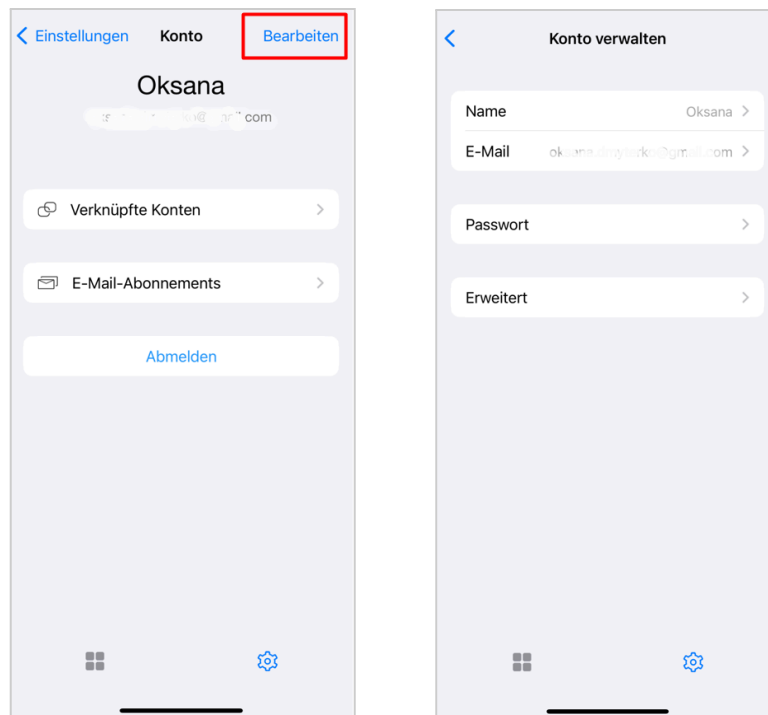 Einstellungen Konto Bearbeiten
Oksana
com
Verknüpfte Konten
E-Mail-Abonnements
Abmelden
Konto verwalten
Name Oksana
E-Mail
Passwort
Erweitert